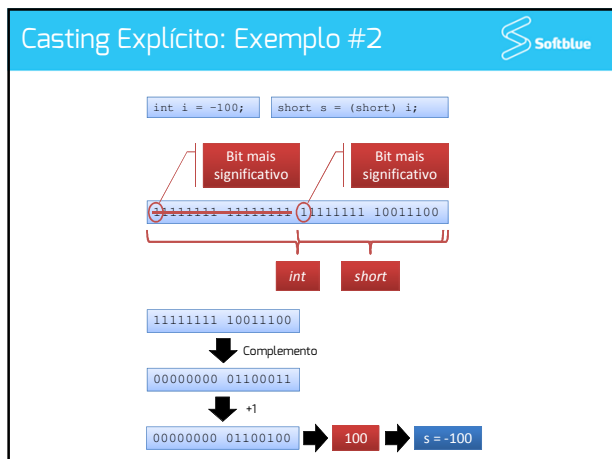 Casting Explícito: Exemplo #2
Softblue
int i = -100;
short s = (short) i;
Bit mais
significativo
Bit mais
significativo
11111111 11111111 11111111 10011100
int
short
11111111 10011100
Complemento
00000000 01100011
+1
00000000 01100100
100
s = -100